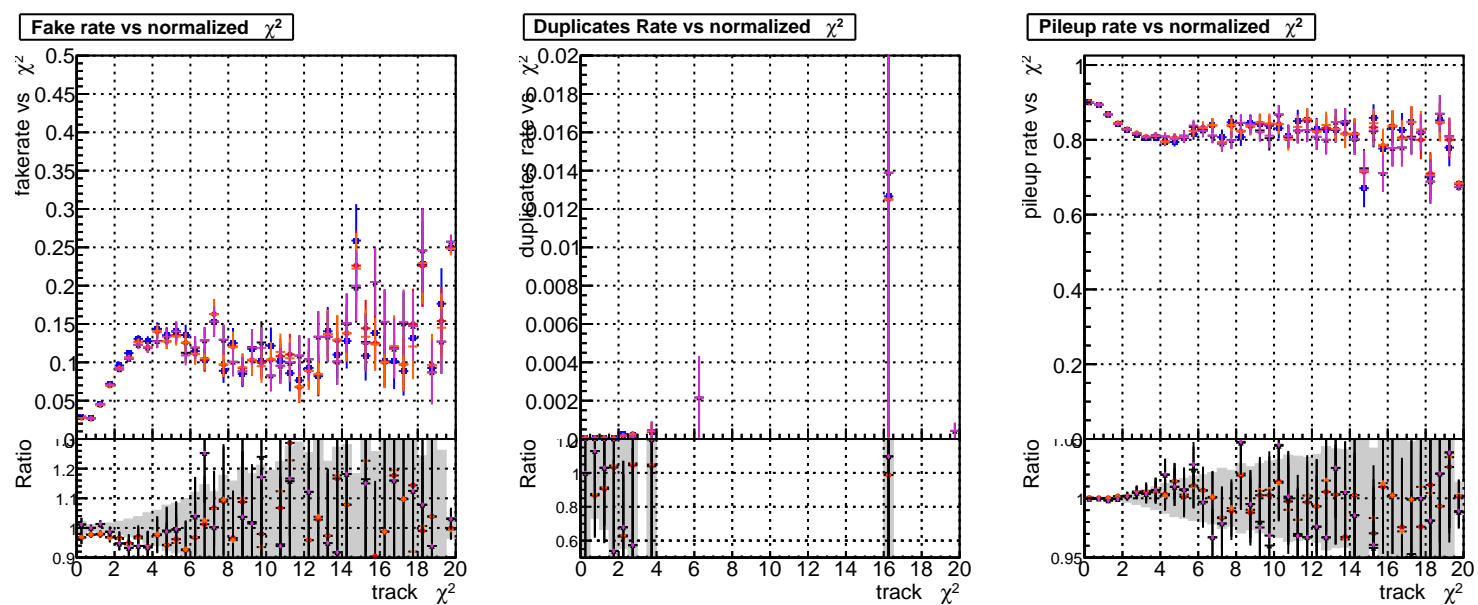 Fake rate vs normalized χ²
fakerate vs χ²
0.5
0.45
0.4
0.35
0.3
0.25
0.2
0.15
0.1
0.05
Ratio
1.3
1.2
1.1
1
0.9
0 2 4 6 8 10 12 14 16 18 20
track χ²
Duplicates Rate vs normalized χ²
duplicates rate vs χ²
0.02
0.018
0.016
0.014
0.012
0.01
0.008
0.006
0.004
0.002
Ratio
1
0.8
0.6
0 2 4 6 8 10 12 14 16 18 20
track χ²
Pileup rate vs normalized χ²
pileup rate vs χ²
1
0.8
0.6
0.4
0.2
0
Ratio
1
0.95
0 2 4 6 8 10 12 14 16 18 20
track χ²